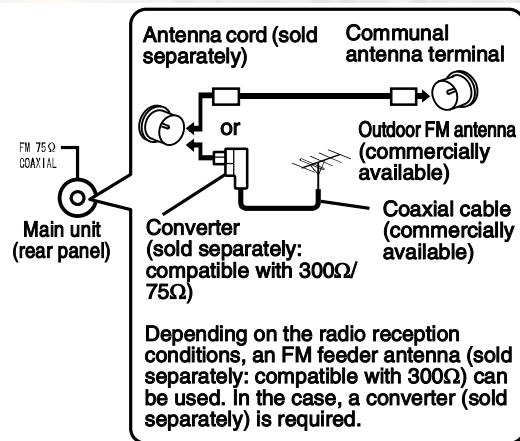 Antenna cord (sold
separately)
Communal
antenna terminal
or
Outdoor FM antenna
(commercially
available)
FM 75Ω
COAXIAL
Main unit
(rear panel)
Converter
(sold separately:
compatible with 300Ω/
75Ω)
Coaxial cable
(commercially
available)
Depending on the radio reception
conditions, an FM feeder antenna (sold
separately: compatible with 300Ω) can
be used. In the case, a converter (sold
separately) is required.